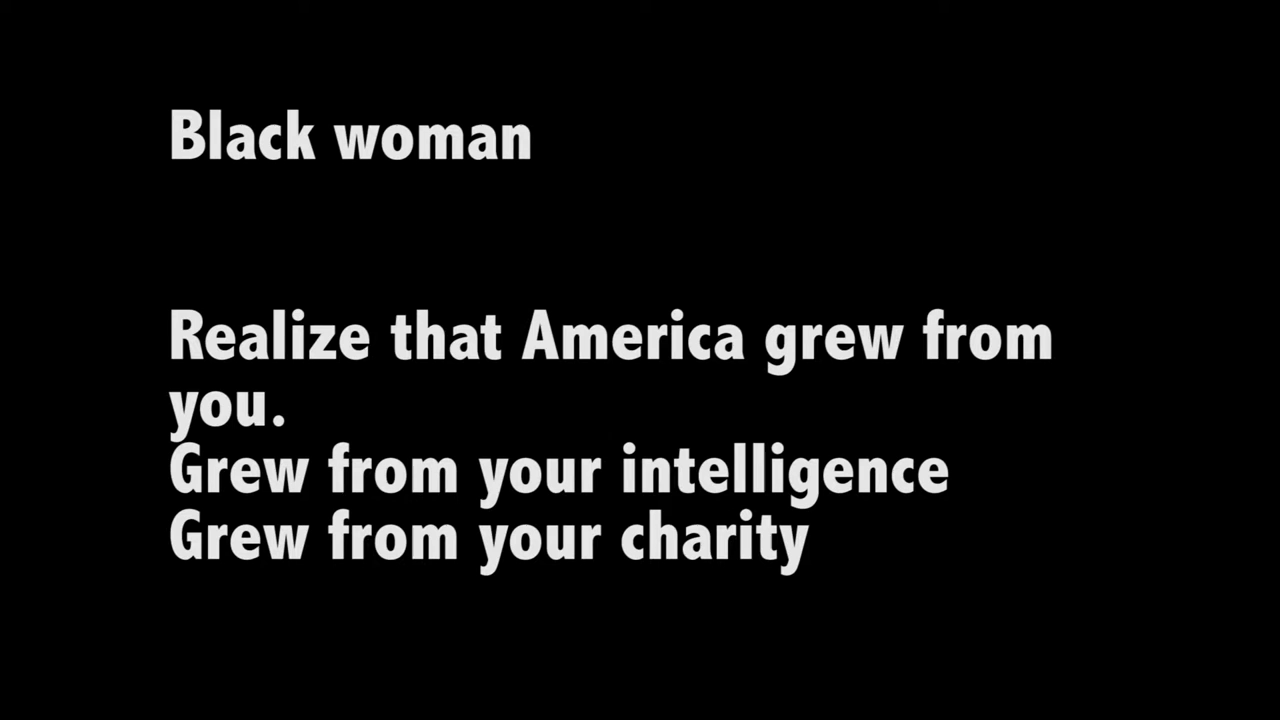 Black woman
Realize that America grew from
you.
Grew from your intelligence
Grew from your charity